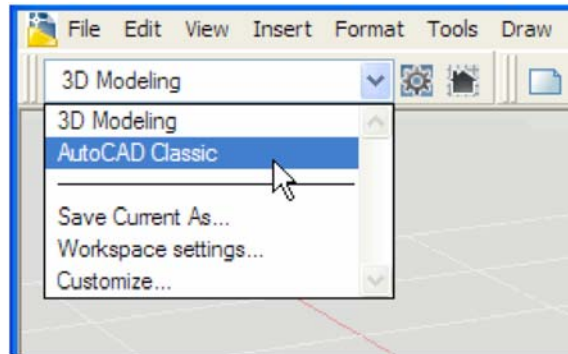 File Edit View Insert Format Tools Draw
3D Modeling
3D Modeling
AutoCAD Classic
Save Current As...
Workspace settings...
Customize...